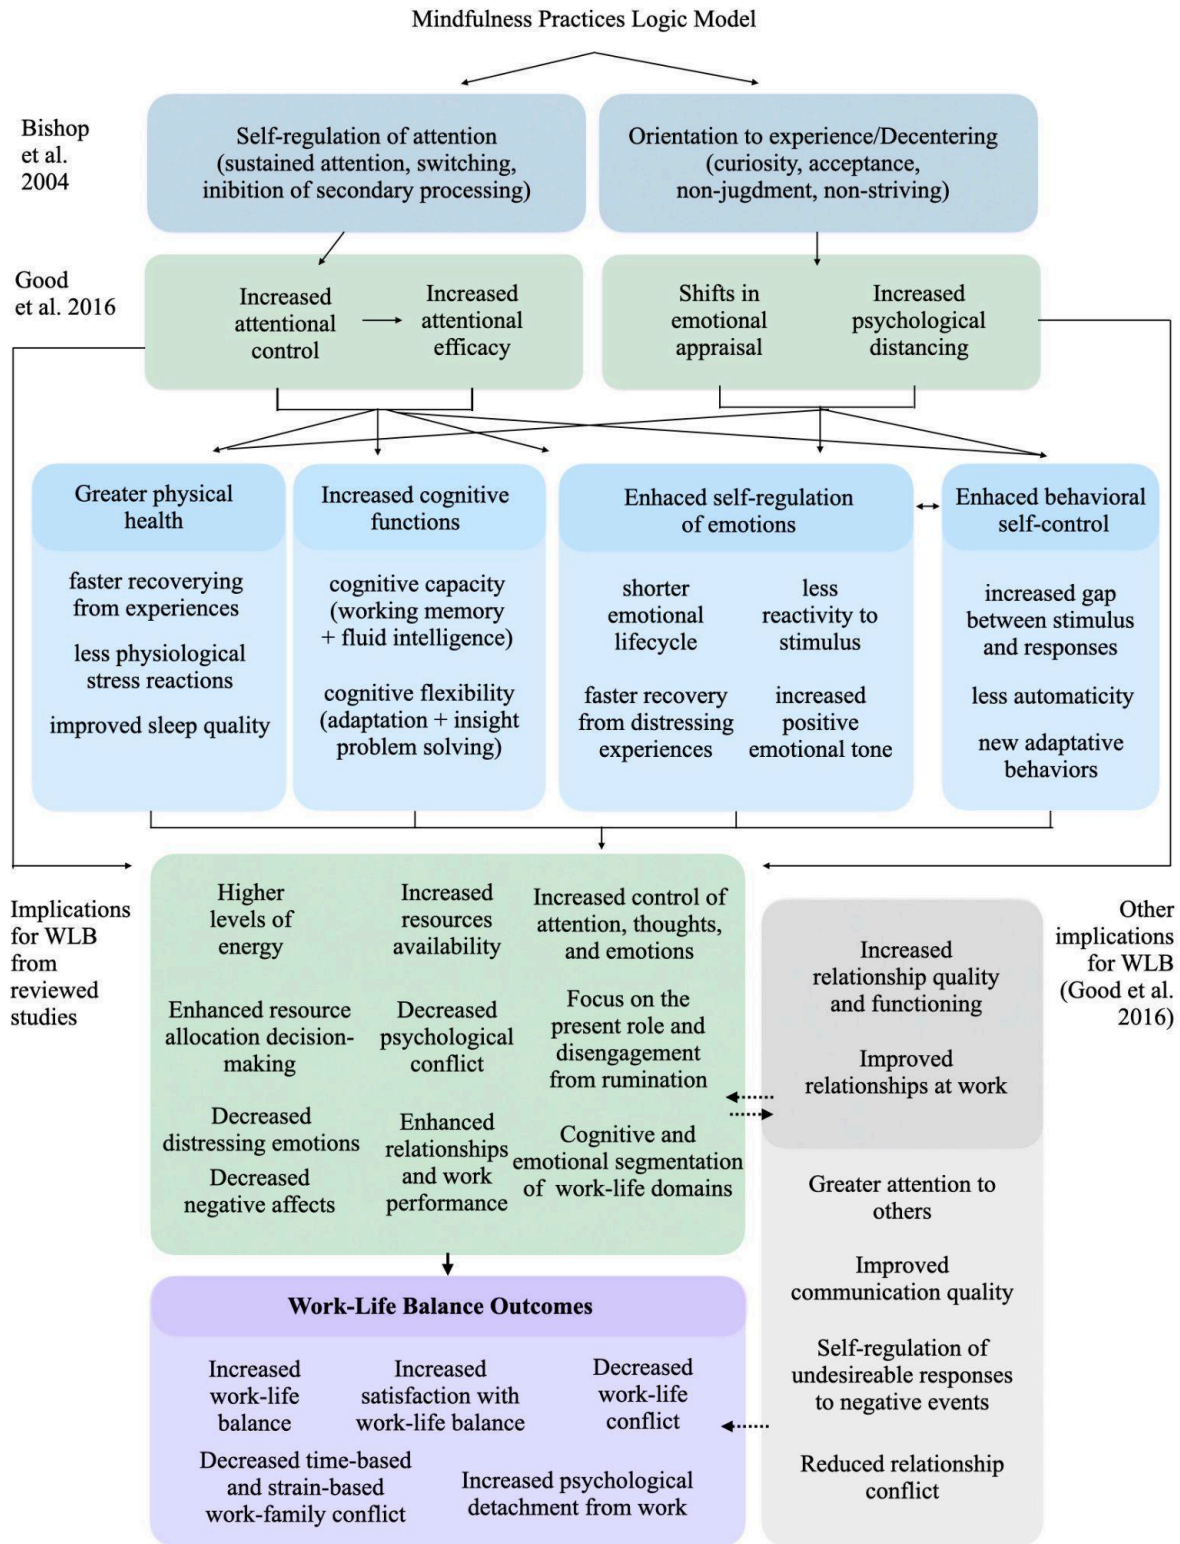 Mindfulness Practices Logic Model
Bishop
et al.
2004
Self-regulation of attention
(sustained attention, switching,
inibition of secondary processing)
Orientation to experience/Decentering
(curiosity, acceptance,
non-jugdment, non-striving)
Good
et al. 2016
Increased
attentional
control
Increased
attentional
efficacy
Shifts in
emotional
appraisal
Increased
psychological
distancing
Greater physical
health
faster recoverying
from experiences
less physiological
stress reactions
improved sleep quality
Increased cognitive
functions
cognitive capacity
(working memory
+ fluid intelligence)
cognitive flexibility
(adaptation + insight
problem solving)
Enhaced self-regulation
of emotions
shorter
emotional
lifecycle
less
reactivity to
stimulus
faster recovery
from distressing
experiences
increased
positive
emotional tone
Enhaced behavioral
self-control
increased gap
between stimulus
and responses
less automaticity
new adaptative
behaviors
Implications
for WLB
from
reviewed
studies
Higher
levels of
energy
Increased
resources
availability
Increased control of
attention, thoughts,
and emotions
Enhanced resource
allocation decision-
making
Decreased
psychological
conflict
Focus on the
present role and
disengagement
from rumination
Decreased
distressing emotions
Decreased
negative affects
Enhanced
relationships
and work
performance
Cognitive and
emotional segmentation
of work-life domains
Other
implications
for WLB
(Good et al.
2016)
Increased
relationship quality
and functioning
Improved
relationships at work
Greater attention to
others
Improved
communication quality
Self-regulation of
undesireable responses
to negative events
Reduced relationship
conflict
Work-Life Balance Outcomes
Increased
work-life
balance
Increased
satisfaction with
work-life balance
Decreased
work-life
conflict
Decreased time-based
and strain-based
work-family conflict
Increased psychological
detachment from work